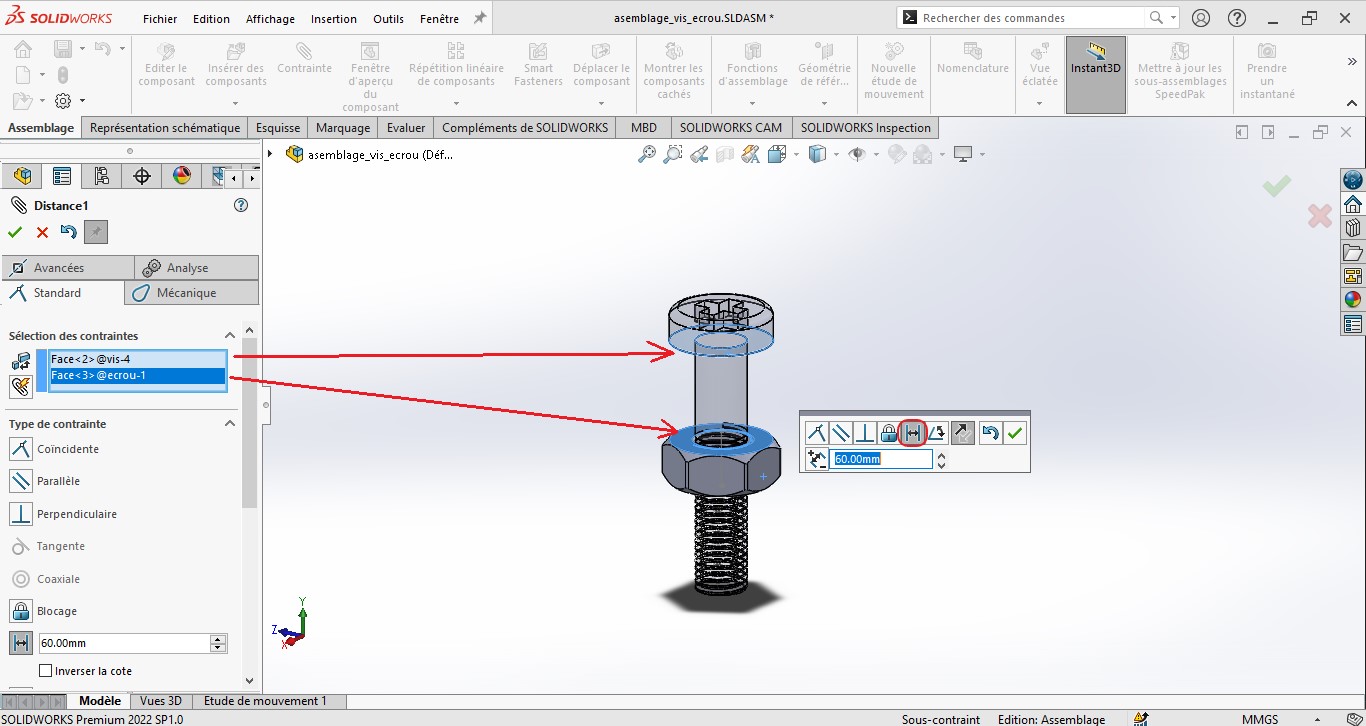 SOLIDWORKS
Fichier Edition Affichage Insertion Outils Fenêtre
asemblage_vis_ecrou.SLDASM *
Rechercher des commandes
Editer le composant
Insérer des composants
Contrainte
Fenêtre d'aperçu du composant
Répétition linéaire de composants
Smart Fasteners
Déplacer le composant
Montrer les composants cachés
Fonctions d'assemblage
Géométrie de référ...
Nouvelle étude de mouvement
Nomenclature
Vue éclatée
Instant3D
Mettre à jour les sous-assemblages SpeedPak
Prendre un instantané
Assemblage Représentation schématique Esquisse Marquage Evaluer Compléments de SOLIDWORKS MBD SOLIDWORKS CAM SOLIDWORKS Inspection
asemblage_vis_ecrou (Déf...
Distance1
Avancées Analyse
Standard Mécanique
Sélection des contraintes
Face<2>@vis-4
Face<3>@ecrou-1
Type de contrainte
Coïncidente
Parallèle
Perpendiculaire
Tangente
Coaxiale
Blocage
60.00mm
Inverser la cote
60.00mm
Y
Z
X
Modèle Vues 3D Etude de mouvement 1
SOLIDWORKS Premium 2022 SP1.0
Sous-contraint Edition: Assemblage MMGS